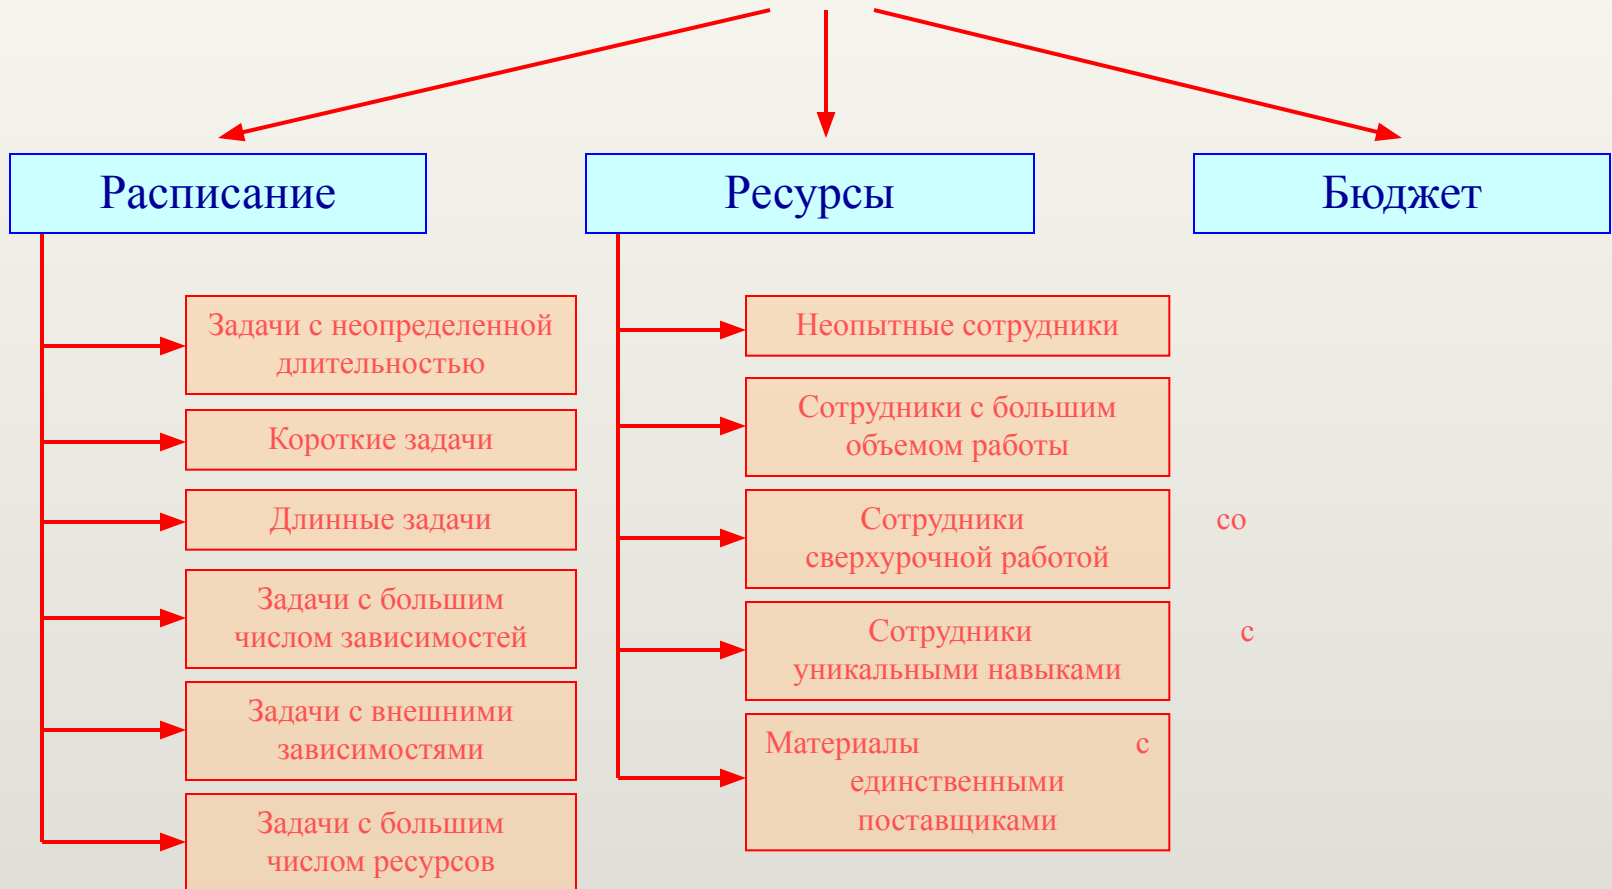 Расписание
Ресурсы
Бюджет
Задачи с неопределенной
длительностью
Короткие задачи
Длинные задачи
Задачи с большим
числом зависимостей
Задачи с внешними
зависимостями
Задачи с большим
числом ресурсов
Неопытные сотрудники
Сотрудники с большим
объемом работы
Сотрудники со
сверхурочной работой
Сотрудники с
уникальными навыками
Материалы с
единственными
поставщиками